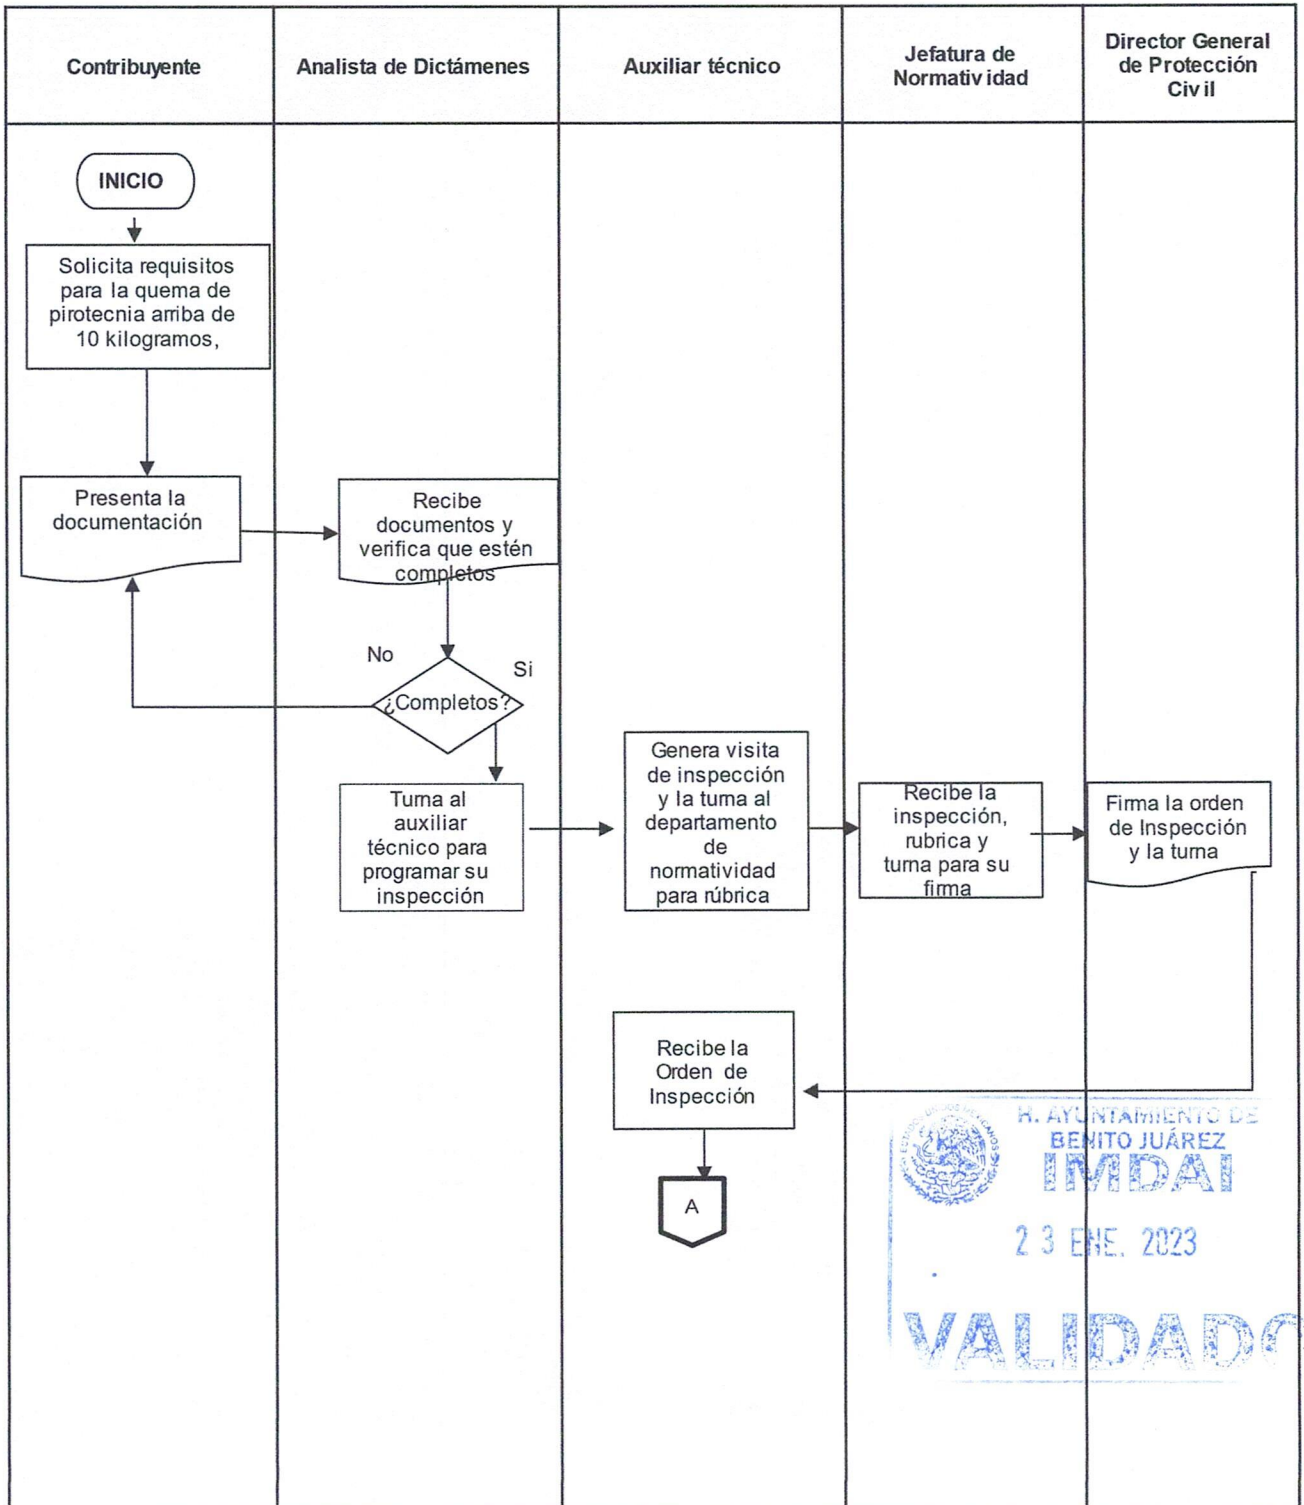 Contribuyente
Analista de Dictámenes
Auxiliar técnico
Jefatura de
Normatividad
Director General
de Protección
Civil
INICIO
Solicita requisitos
para la quema de
pirotecnia arriba de
10 kilogramos,
Presenta la
documentación
Recibe
documentos y
verifica que estén
completos
No
Si
¿Completos?
Turna al
auxiliar
técnico para
programar su
inspección
Genera visita
de inspección
y la turna al
departamento
de
normatividad
para rúbrica
Recibe la
inspección,
rubrica y
turna para su
firma
Firma la orden
de Inspección
y la turna
Recibe la
Orden de
Inspección
A
H. AYUNTAMIENTO DE
BENITO JUÁREZ
IMDAI
23 ENE. 2023
VALIDADO